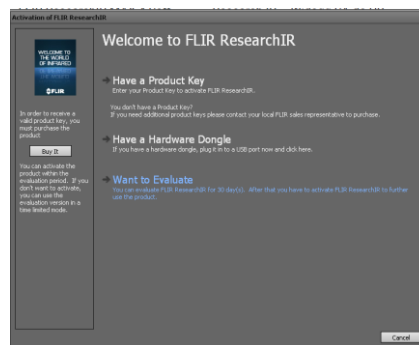 Activation of FLIR ResearchIR
WELCOME TO
THE WORLD
OF INFRARED
FLIR
In order to receive a
valid product key, you
must purchase the
product
Buy It
You can activate the
product within the
evaluation period. If you
don't want to activate,
you can use the
evaluation version in a
time limited mode.
Welcome to FLIR ResearchIR
Have a Product Key
Enter your Product Key to activate FLIR ResearchIR.
You don't have a Product Key?
If you need additional product keys please contact your local FLIR sales representative to purchase.
Have a Hardware Dongle
If you have a hardware dongle, plug it in to a USB port now and click here.
Want to Evaluate
You can evaluate FLIR ResearchIR for 30 day(s). After that you have to activate FLIR ResearchIR to further
use the product.
Cancel